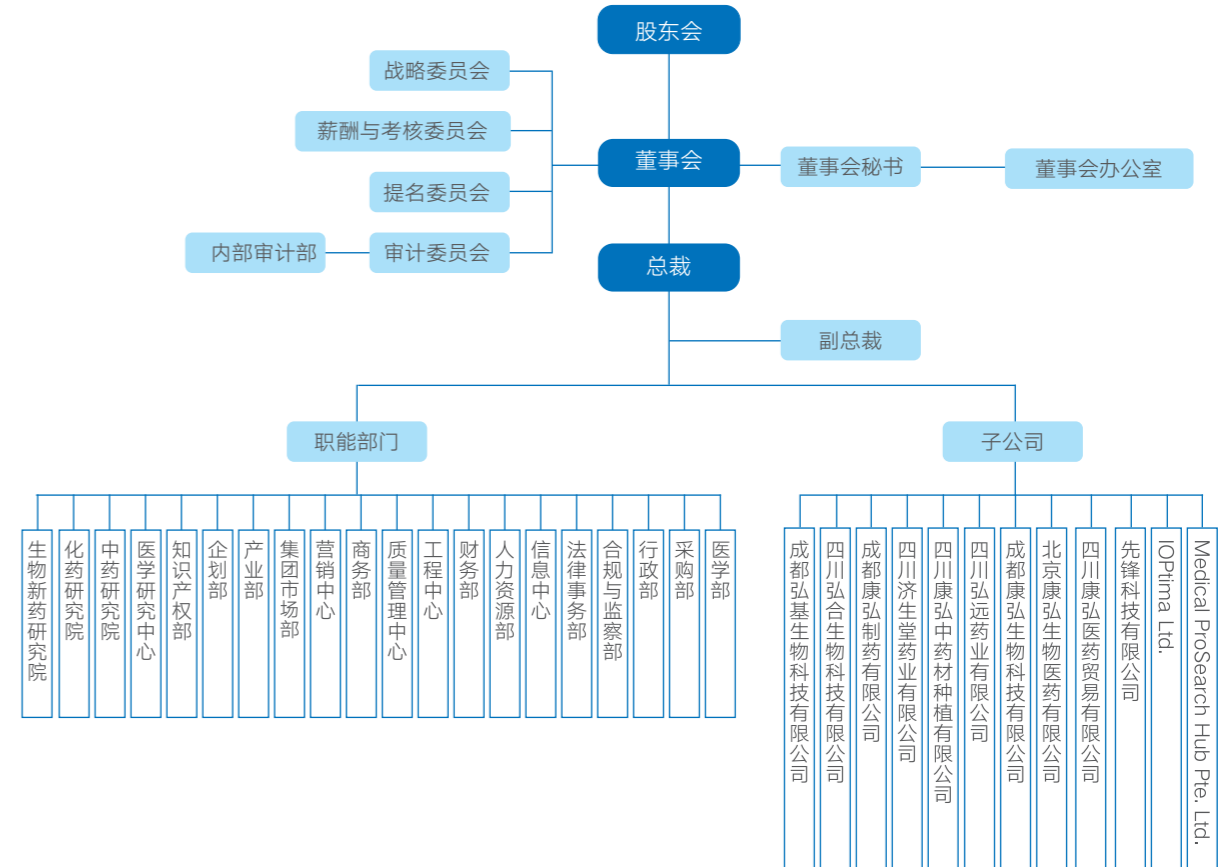 股东会
战略委员会
薪酬与考核委员会
董事会
董事会秘书
董事会办公室
提名委员会
内部审计部
审计委员会
总裁
副总裁
职能部门
子公司
生物新药研究院
化药研究院
中药研究院
医学研究中心
知识产权部
企划部
产业部
集团市场部
营销中心
商务部
质量管理中心
工程中心
财务部
人力资源部
信息中心
法律事务部
合规与监察部
行政部
采购部
医学部
成都弘基生物科技有限公司
四川弘合生物科技有限公司
成都康弘制药有限公司
四川济生堂药业有限公司
四川康弘中药材种植有限公司
四川弘远药业有限公司
成都康弘生物科技有限公司
北京康弘生物医药有限公司
四川康弘医药贸易有限公司
先锋科技有限公司
IOPtima Ltd.
Medical ProSearch Hub Pte. Ltd.